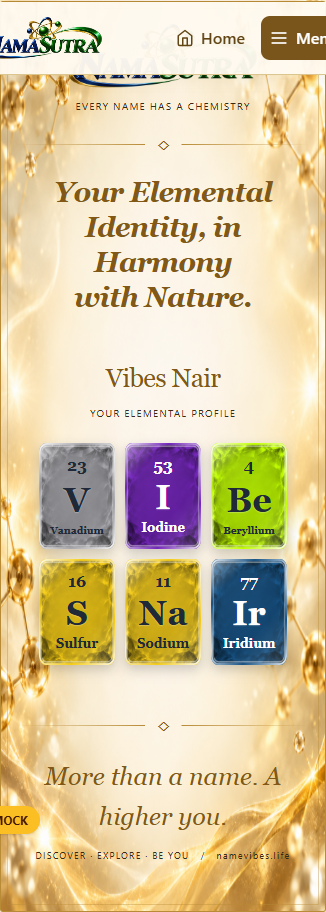 NAMASUTRA
Home
NAMASUTRA
EVERY NAME HAS A CHEMISTRY
Your Elemental
Identity, in
Harmony
with Nature.
Vibes Nair
YOUR ELEMENTAL PROFILE
23 53 4
V I Be
Vanadium Iodine Beryllium
16 11 77
S Na Ir
Sulfur Sodium Iridium
More than a name. A
higher you.
MOCK
DISCOVER · EXPLORE · BE YOU / namevibes.life